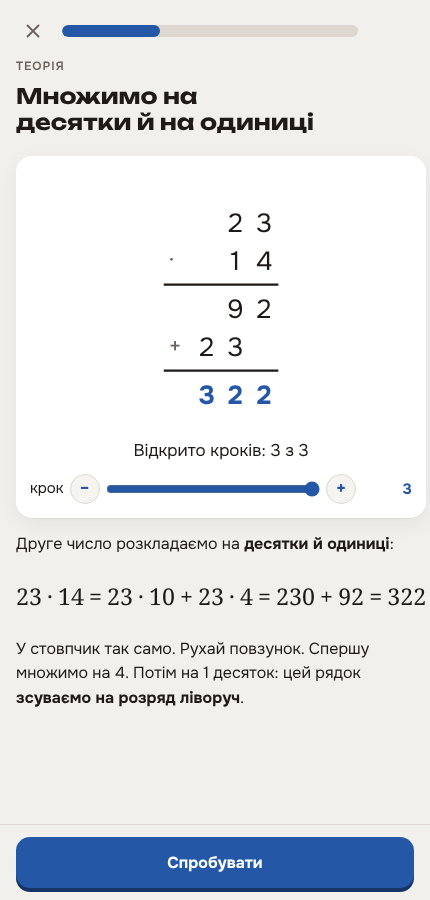 ТЕОРІЯ
Множимо на
десятки й на одиниці
2 3
· 1 4
9 2
+ 2 3
3 2 2
Відкрито кроків: 3 з 3
крок − + 3
Друге число розкладаємо на десятки й одиниці:
23 · 14 = 23 · 10 + 23 · 4 = 230 + 92 = 322
У стовпчик так само. Рухай повзунок. Спершу
множимо на 4. Потім на 1 десяток: цей рядок
зсуваємо на розряд ліворуч.
Спробувати